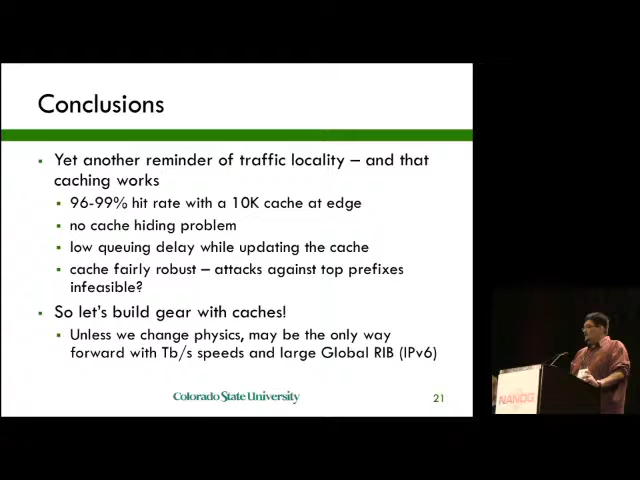 Conclusions
Yet another reminder of traffic locality – and that
caching works
96-99% hit rate with a 10K cache at edge
no cache hiding problem
low queuing delay while updating the cache
cache fairly robust – attacks against top prefixes
infeasible?
So let's build gear with caches!
Unless we change physics, may be the only way
forward with Tb/s speeds and large Global RIB (IPv6)
Colorado State University
21
NANOG